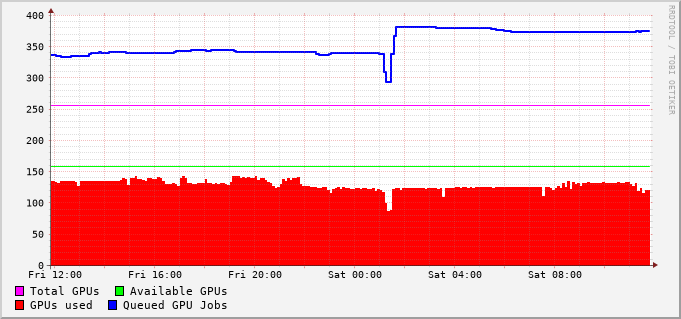 400
350
300
250
200
150
100
50
0
Fri 12:00 Fri 16:00 Fri 20:00 Sat 00:00 Sat 04:00 Sat 08:00
Total GPUs Available GPUs
GPUs used Queued GPU Jobs
RRDTOOL / TOBI OETIKER